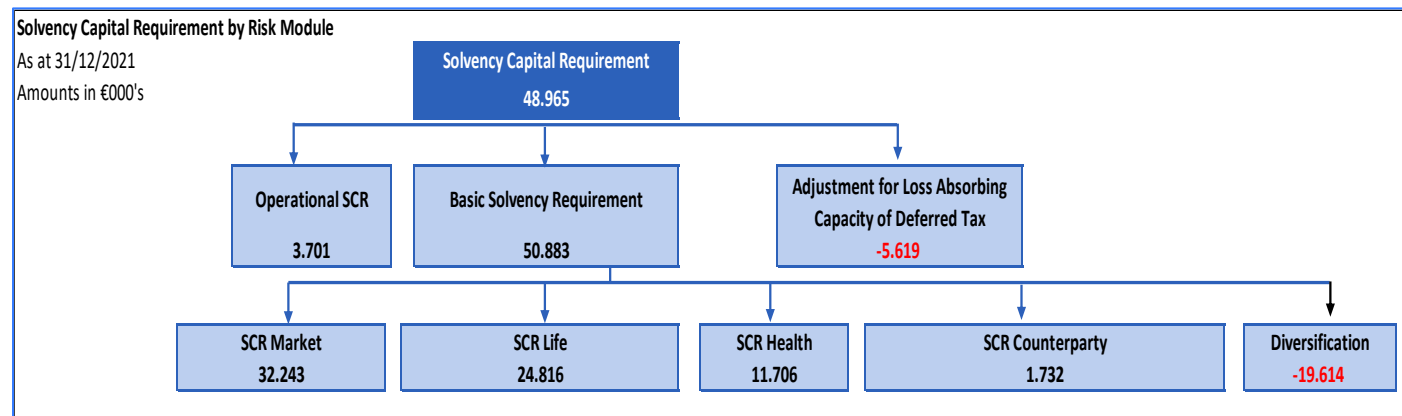 Solvency Capital Requirement by Risk Module
As at 31/12/2021
Amounts in €000's
Solvency Capital Requirement
48.965
Operational SCR
3.701
Basic Solvency Requirement
50.883
Adjustment for Loss Absorbing
Capacity of Deferred Tax
-5.619
SCR Market
32.243
SCR Life
24.816
SCR Health
11.706
SCR Counterparty
1.732
Diversification
-19.614